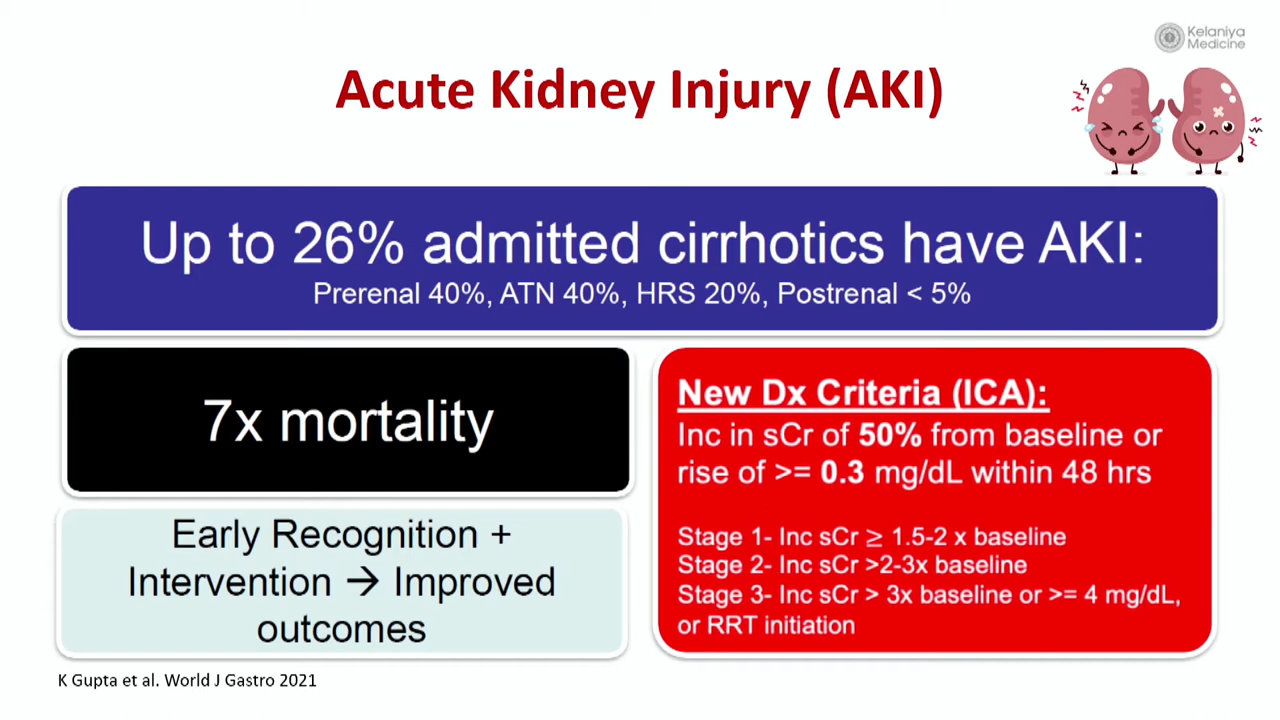 Kelaniya
Medicine
Acute Kidney Injury (AKI)
Up to 26% admitted cirrhotics have AKI:
Prerenal 40%, ATN 40%, HRS 20%, Postrenal < 5%
7x mortality
Early Recognition +
Intervention → Improved
outcomes
New Dx Criteria (ICA):
Inc in sCr of 50% from baseline or
rise of >= 0.3 mg/dL within 48 hrs
Stage 1- Inc sCr ≥ 1.5-2 x baseline
Stage 2- Inc sCr >2-3x baseline
Stage 3- Inc sCr > 3x baseline or >= 4 mg/dL,
or RRT initiation
K Gupta et al. World J Gastro 2021